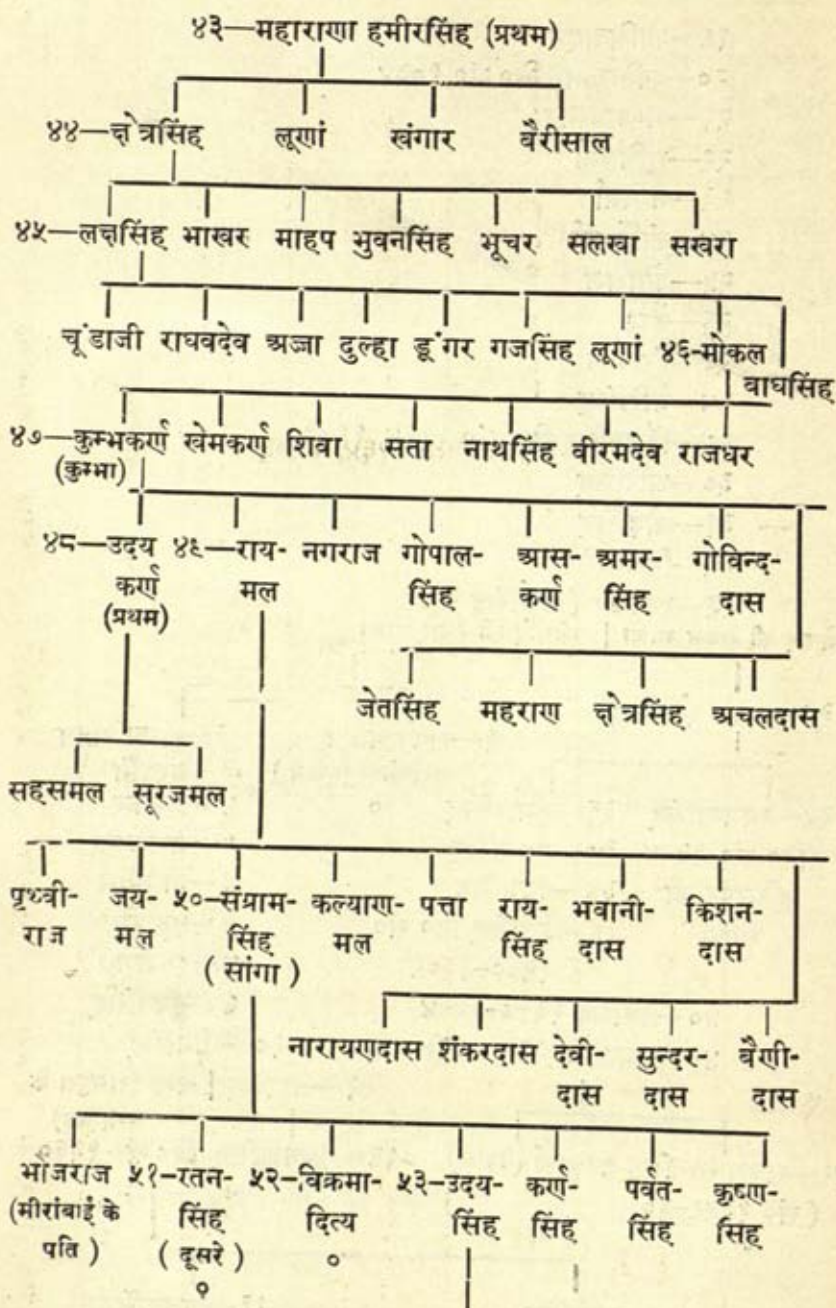 ४३—महाराणा हमीरसिंह (प्रथम)
४४—क्षेत्रसिंह लूणां खंगार बैरीसाल
४५—लक्षसिंह भाखर माहप भुवनसिंह भूचर सलखा सखरा
चूंडाजी राघवदेव अज्जा दुल्हा डूंगर गजसिंह लूणां ४६-मोकल
वाघसिंह
४७—कुम्भकर्ण खेमकर्ण शिवा सता नाथसिंह वीरमदेव राजधर
(कुम्भा)
४८—उदय ४९—राय- नगराज गोपाल- आस- अमर- गोविन्द-
कर्ण मल सिंह कर्ण सिंह दास
(प्रथम)
जेतसिंह महराण क्षेत्रसिंह अचलदास
सहसमल सूरजमल
पृथ्वी- जय- ५०—संग्राम- कल्याण- पत्ता राय- भवानी- किशन-
राज मल सिंह मल सिंह दास दास
( सांगा )
नारायणदास शंकरदास देवी- सुन्दर- बैणी-
दास दास दास
भोजराज ५१—रतन- ५२—विक्रमा- ५३—उदय- कर्ण- पर्वत- कृष्ण-
(मीरांबाई के सिंह दित्य सिंह सिंह सिंह सिंह
पति ) ( दूसरे ) ०
०